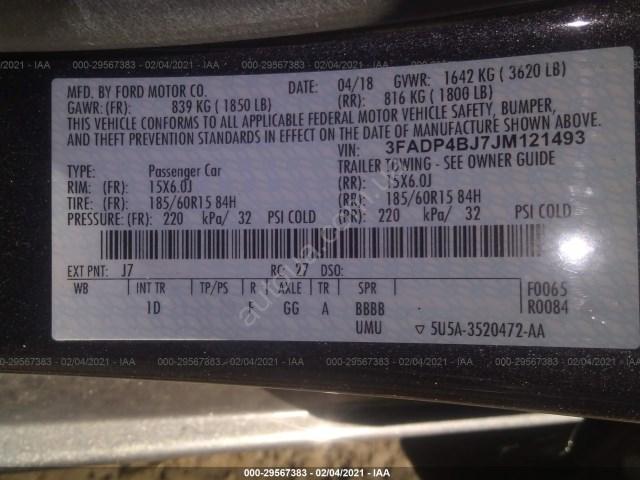 000-29567383 - 02/04/2021 - IAA
MFD. BY FORD MOTOR CO. DATE: 04/18 GVWR: 1642 KG ( 3620 LB)
GAWR: (FR): 839 KG ( 1850 LB) (RR): 816 KG ( 1800 LB)
THIS VEHICLE CONFORMS TO ALL APPLICABLE FEDERAL MOTOR VEHICLE SAFETY, BUMPER,
AND THEFT PREVENTION STANDARDS IN EFFECT ON THE DATE OF MANUFACTURE SHOWN ABOVE.
VIN: 3FADP4BJ7JM121493
TYPE: Passenger Car TRAILER TOWING - SEE OWNER GUIDE
RIM: (FR): 15X6.0J (RR): 15X6.0J
TIRE: (FR): 185/60R15 84H (RR): 185/60R15 84H
PRESSURE: (FR): 220 kPa/ 32 PSI COLD (RR): 220 kPa/ 32 PSI COLD
EXT PNT: J7 RC: 27 DSO:
WB INT TR TP/PS R AXLE TR SPR F0065
1D GG A BBBB R0084
UMU ▽ 5U5A-3520472-AA
000-29567383 - 02/04/2021 - IAA
000-29567383 - 02/04/2021 - IAA